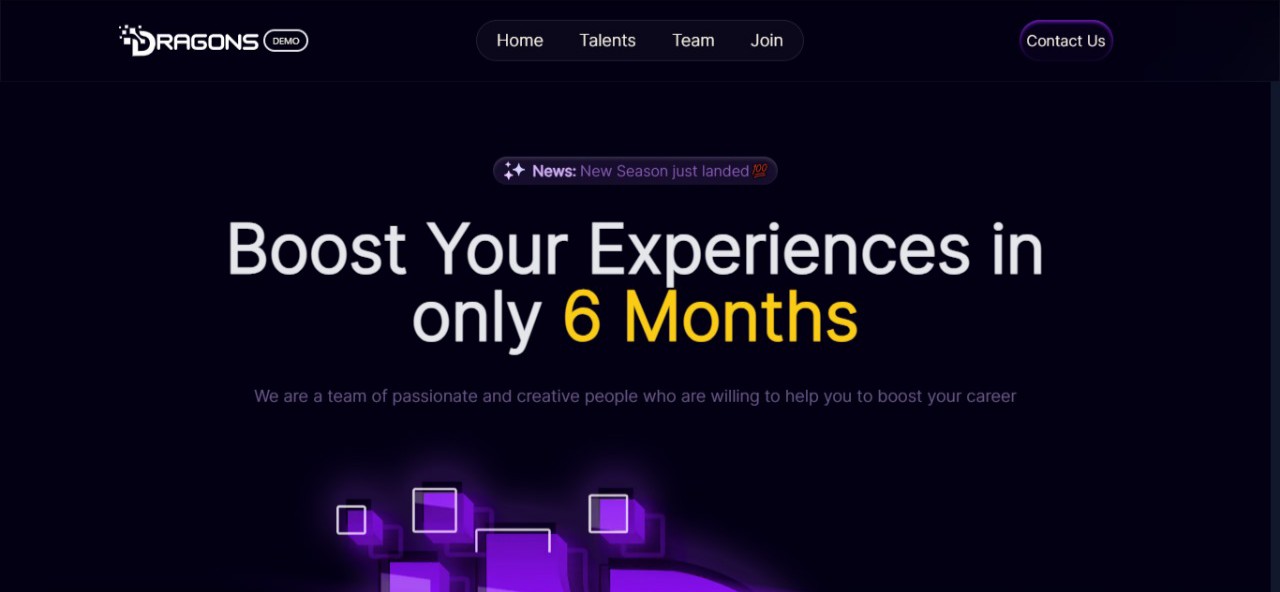 DRAGONS DEMO
Home Talents Team Join
Contact Us
News: New Season just landed💯
Boost Your Experiences in
only 6 Months
We are a team of passionate and creative people who are willing to help you to boost your career